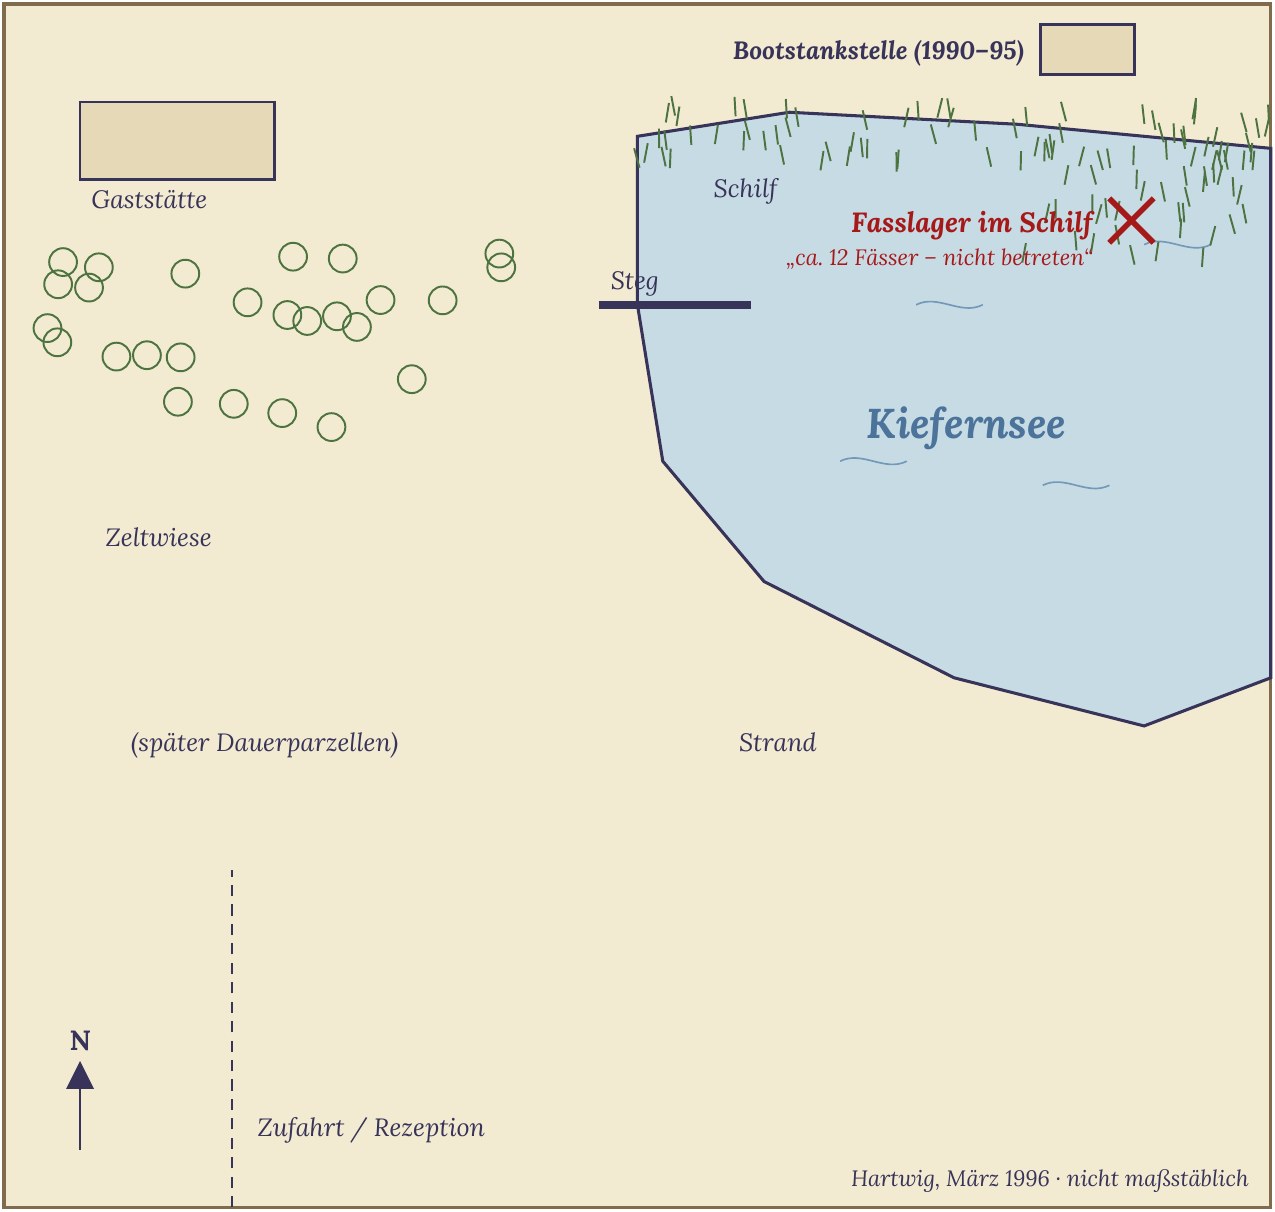 Bootstankstelle (1990–95)
Gaststätte
Schilf
Fasslager im Schilf
„ca. 12 Fässer – nicht betreten“
Steg
Kiefernsee
Zeltwiese
(später Dauerparzellen)
Strand
N
Zufahrt / Rezeption
Hartwig, März 1996 · nicht maßstäblich